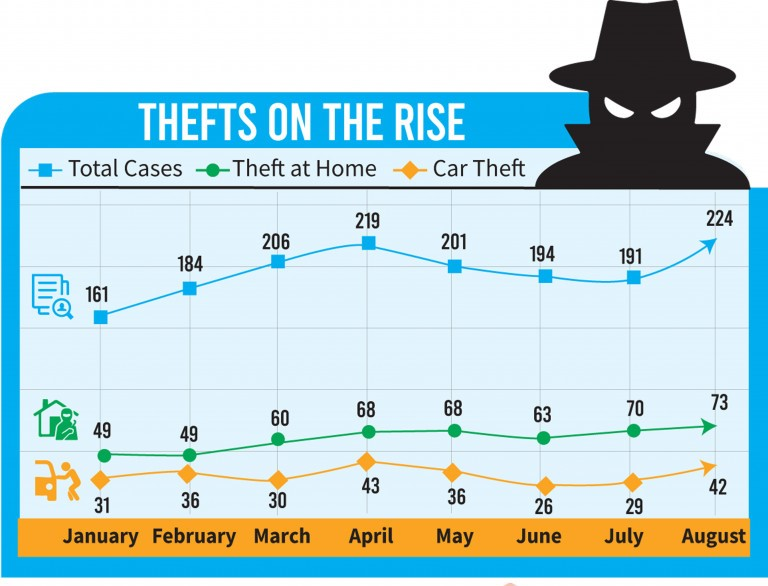 THEFTS ON THE RISE
Total Cases Theft at Home Car Theft
161 184 206 219 201 194 191 224
49 49 60 68 68 63 70 73
31 36 30 43 36 26 29 42
January February March April May June July August